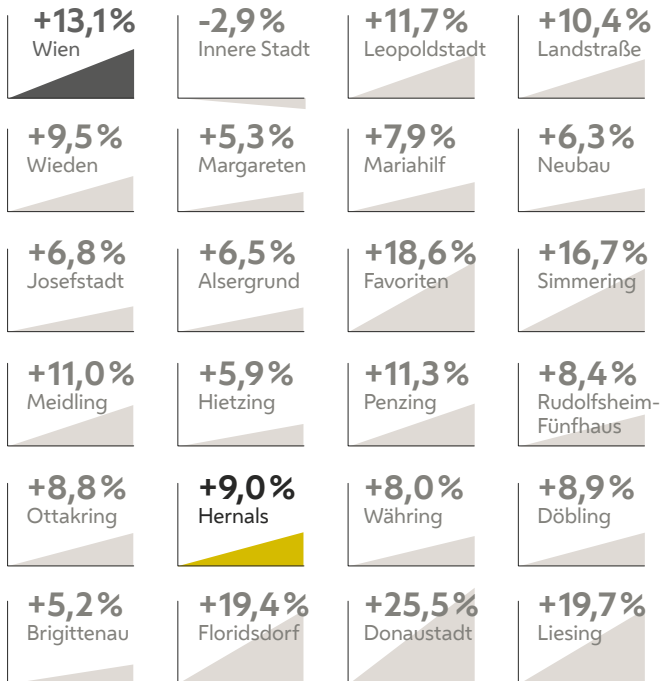 +13,1%
Wien
-2,9%
Innere Stadt
+11,7%
Leopoldstadt
+10,4%
Landstraße
+9,5%
Wieden
+5,3%
Margareten
+7,9%
Mariahilf
+6,3%
Neubau
+6,8%
Josefstadt
+6,5%
Alsergrund
+18,6%
Favoriten
+16,7%
Simmering
+11,0%
Meidling
+5,9%
Hietzing
+11,3%
Penzing
+8,4%
Rudolfsheim-
Fünfhaus
+8,8%
Ottakring
+9,0%
Hernals
+8,0%
Währing
+8,9%
Döbling
+5,2%
Brigittenau
+19,4%
Floridsdorf
+25,5%
Donaustadt
+19,7%
Liesing